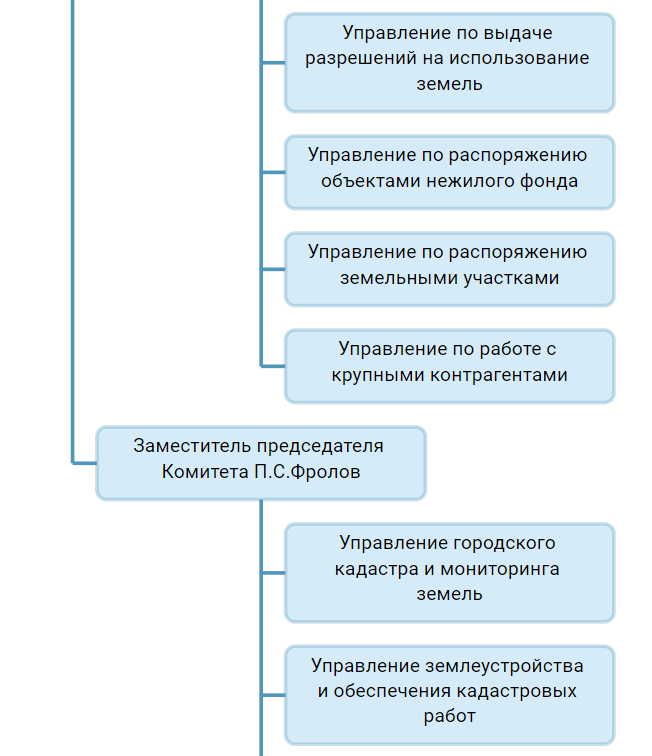 Управление по выдаче
разрешений на использование
земель
Управление по распоряжению
объектами нежилого фонда
Управление по распоряжению
земельными участками
Управление по работе с
крупными контрагентами
Заместитель председателя
Комитета П.С.Фролов
Управление городского
кадастра и мониторинга
земель
Управление землеустройства
и обеспечения кадастровых
работ